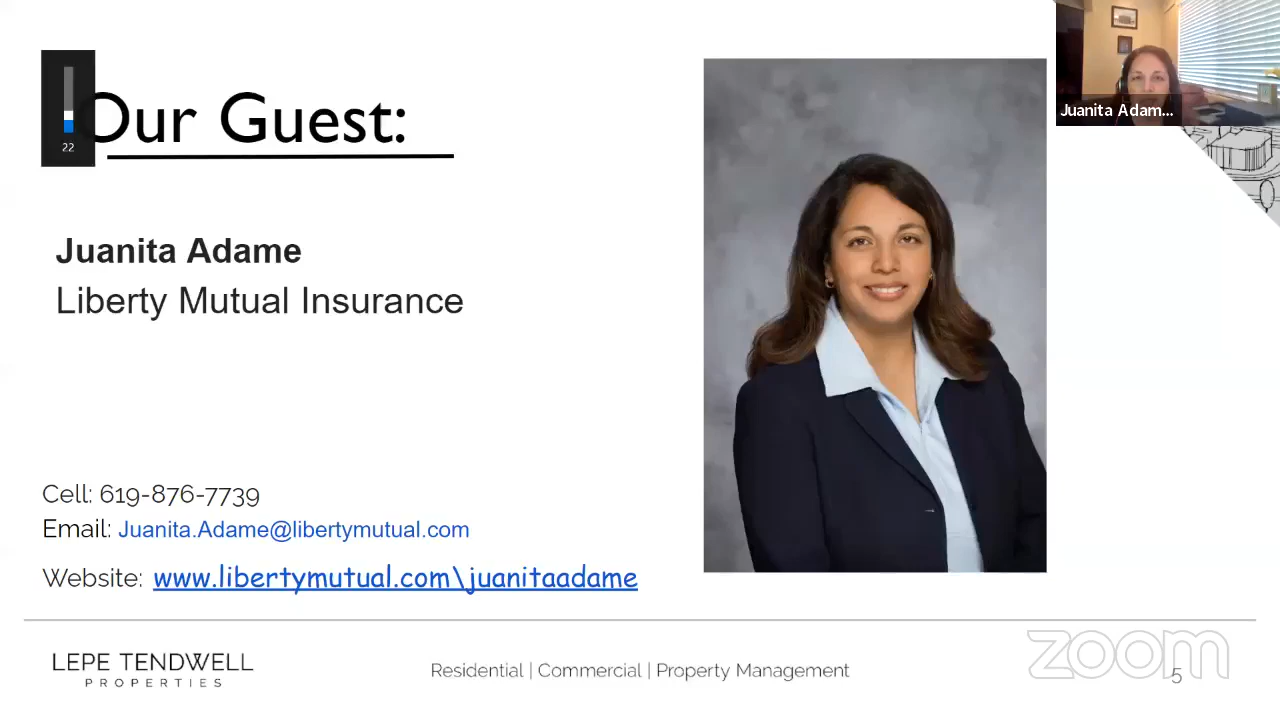 22
Our Guest:
Juanita Adam...
Juanita Adame
Liberty Mutual Insurance
Cell: 619-876-7739
Email: Juanita.Adame@libertymutual.com
Website: www.libertymutual.com\juanitaadame
LEPE TENDWELL
PROPERTIES
Residential | Commercial | Property Management
zoom
5